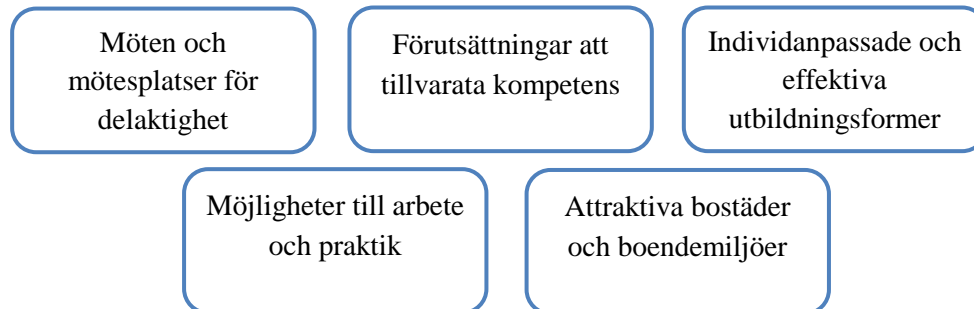 Möten och
mötesplatser för
delaktighet
Förutsättningar att
tillvarata kompetens
Individanpassade och
effektiva
utbildningsformer
Möjligheter till arbete
och praktik
Attraktiva bostäder
och boendemiljöer